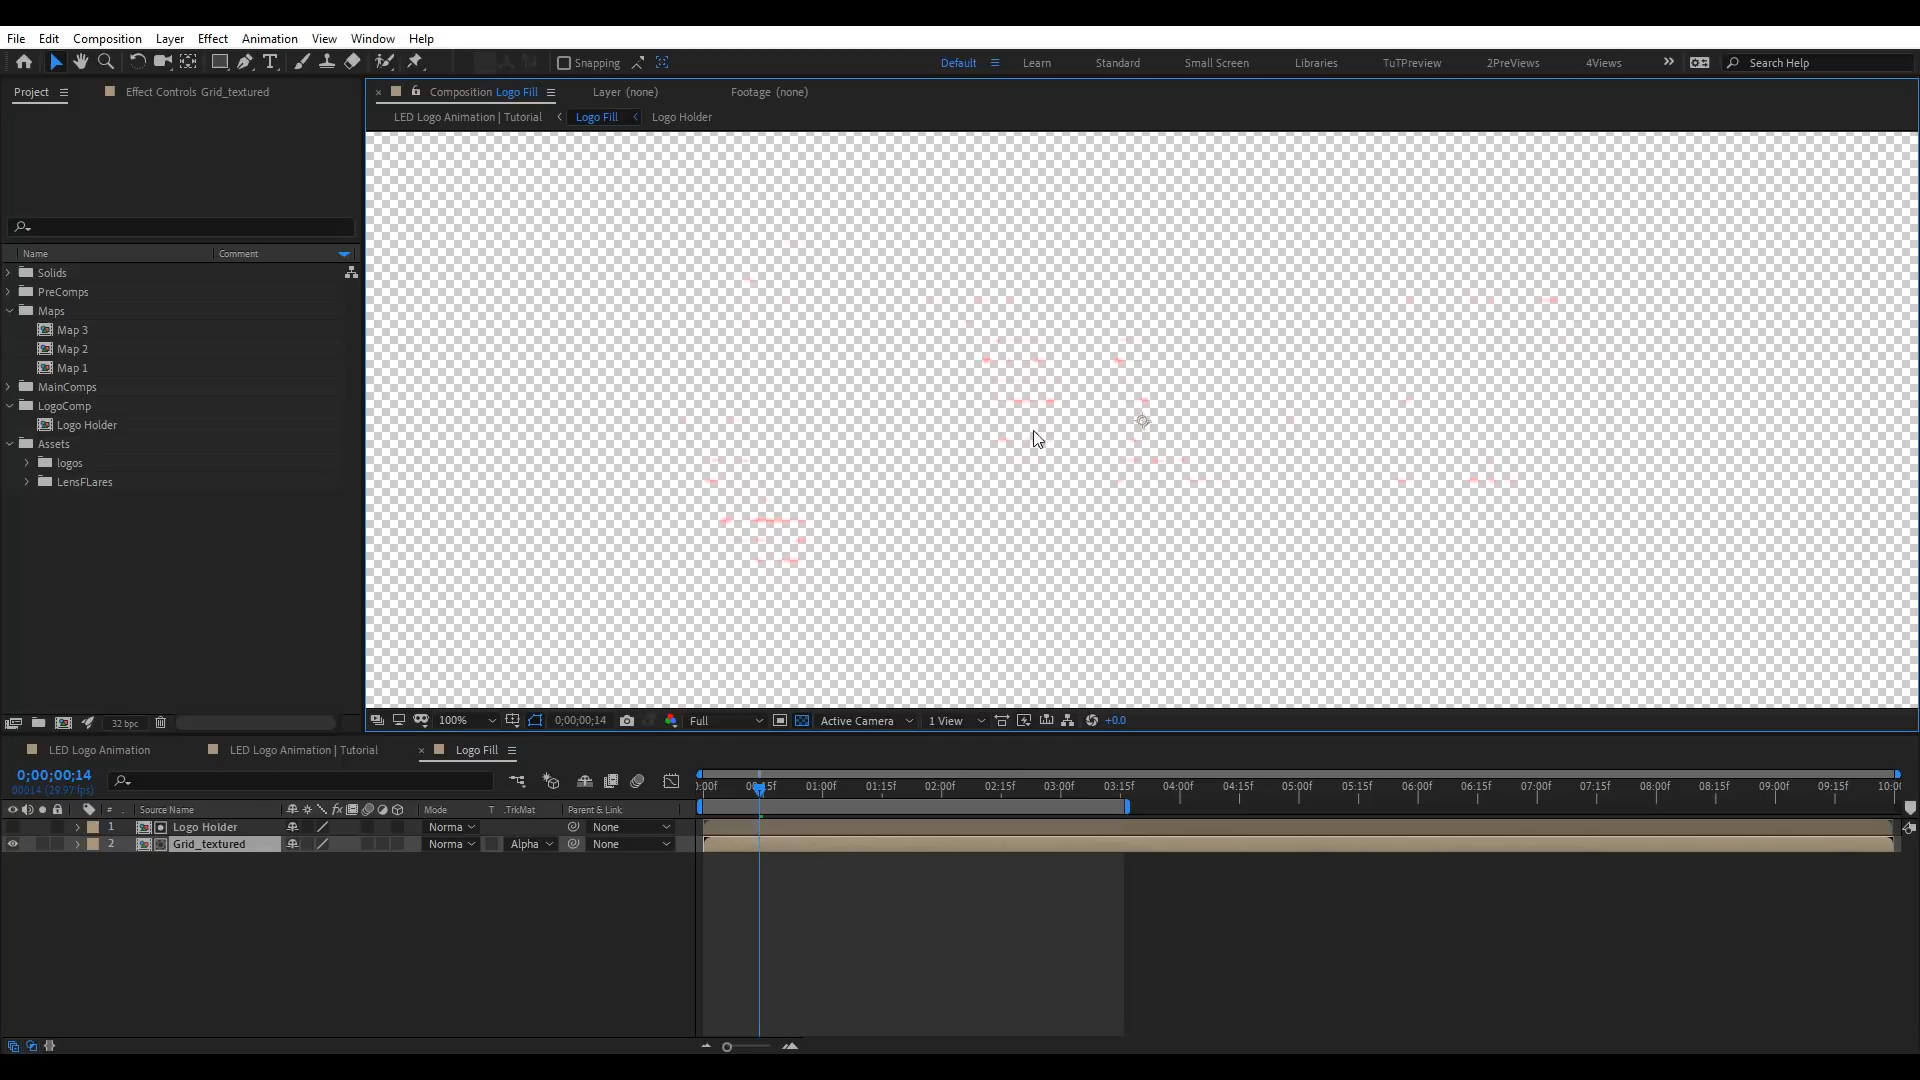 File Edit Composition Layer Effect Animation View Window Help
Snapping Default Learn Standard Small Screen Libraries TuTPreview 2PreViews 4Views Search Help
Project Effect Controls Grid_textured Composition Logo Fill Layer (none) Footage (none)
LED Logo Animation | Tutorial Logo Fill Logo Holder
Name Comment
Solids
PreComps
Maps
Map 3
Map 2
Map 1
MainComps
LogoComp
Logo Holder
Assets
logos
LensFLares
32 bpc 100% 0;00;00;14 Full Active Camera 1 View +0.0
LED Logo Animation LED Logo Animation | Tutorial Logo Fill
0;00;00;14
00014 (29.97 fps)
01:00f 01:15f 02:00f 02:15f 03:00f 03:15f 04:00f 04:15f 05:00f 05:15f 06:00f 06:15f 07:00f 07:15f 08:00f 08:15f 09:00f 09:15f
# Source Name Mode T .TrkMat Parent & Link
1 Logo Holder Norma None
2 Grid_textured Norma Alpha None